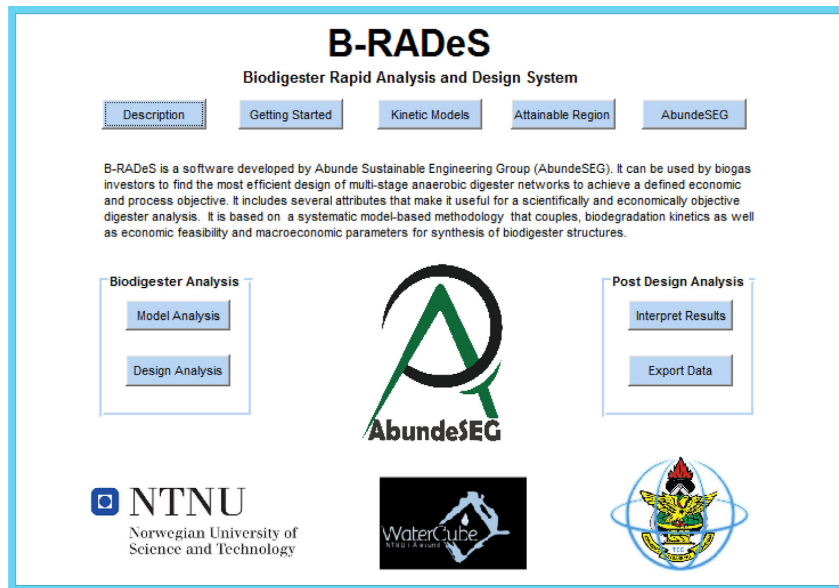 B-RADeS
Biodigester Rapid Analysis and Design System
Description
Getting Started
Kinetic Models
Attainable Region
AbundeSEG
B-RADeS is a software developed by Abunde Sustainable Engineering Group (AbundeSEG). It can be used by biogas
investors to find the most efficient design of multi-stage anaerobic digester networks to achieve a defined economic
and process objective. It includes several attributes that make it useful for a scientifically and economically objective
digester analysis. It is based on a systematic model-based methodology that couples, biodegradation kinetics as well
as economic feasibility and macroeconomic parameters for synthesis of biodigester structures.
Biodigester Analysis
Model Analysis
Design Analysis
AbundeSEG
Post Design Analysis
Interpret Results
Export Data
NTNU
Norwegian University of
Science and Technology
WaterCube
NTNU i Ålesund